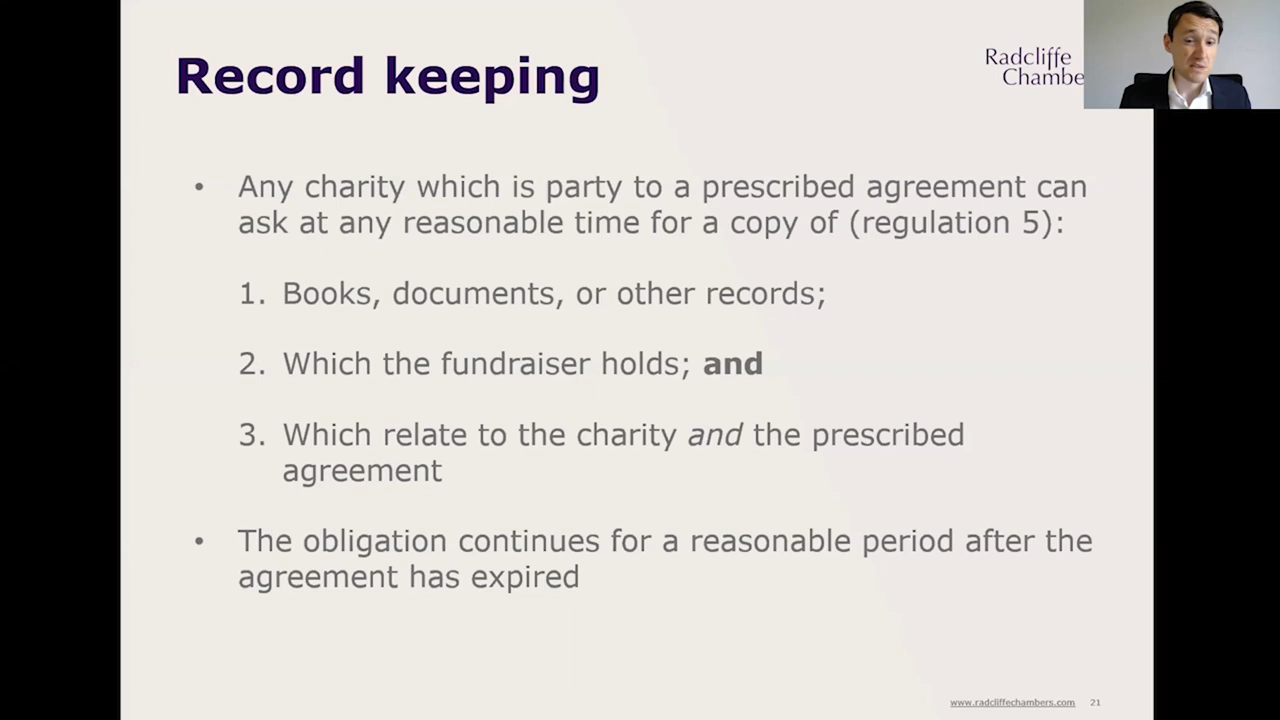 Record keeping
Radcliffe
Chambe
• Any charity which is party to a prescribed agreement can
ask at any reasonable time for a copy of (regulation 5):
1. Books, documents, or other records;
2. Which the fundraiser holds; and
3. Which relate to the charity and the prescribed
agreement
• The obligation continues for a reasonable period after the
agreement has expired
www.radcliffechambers.com 21